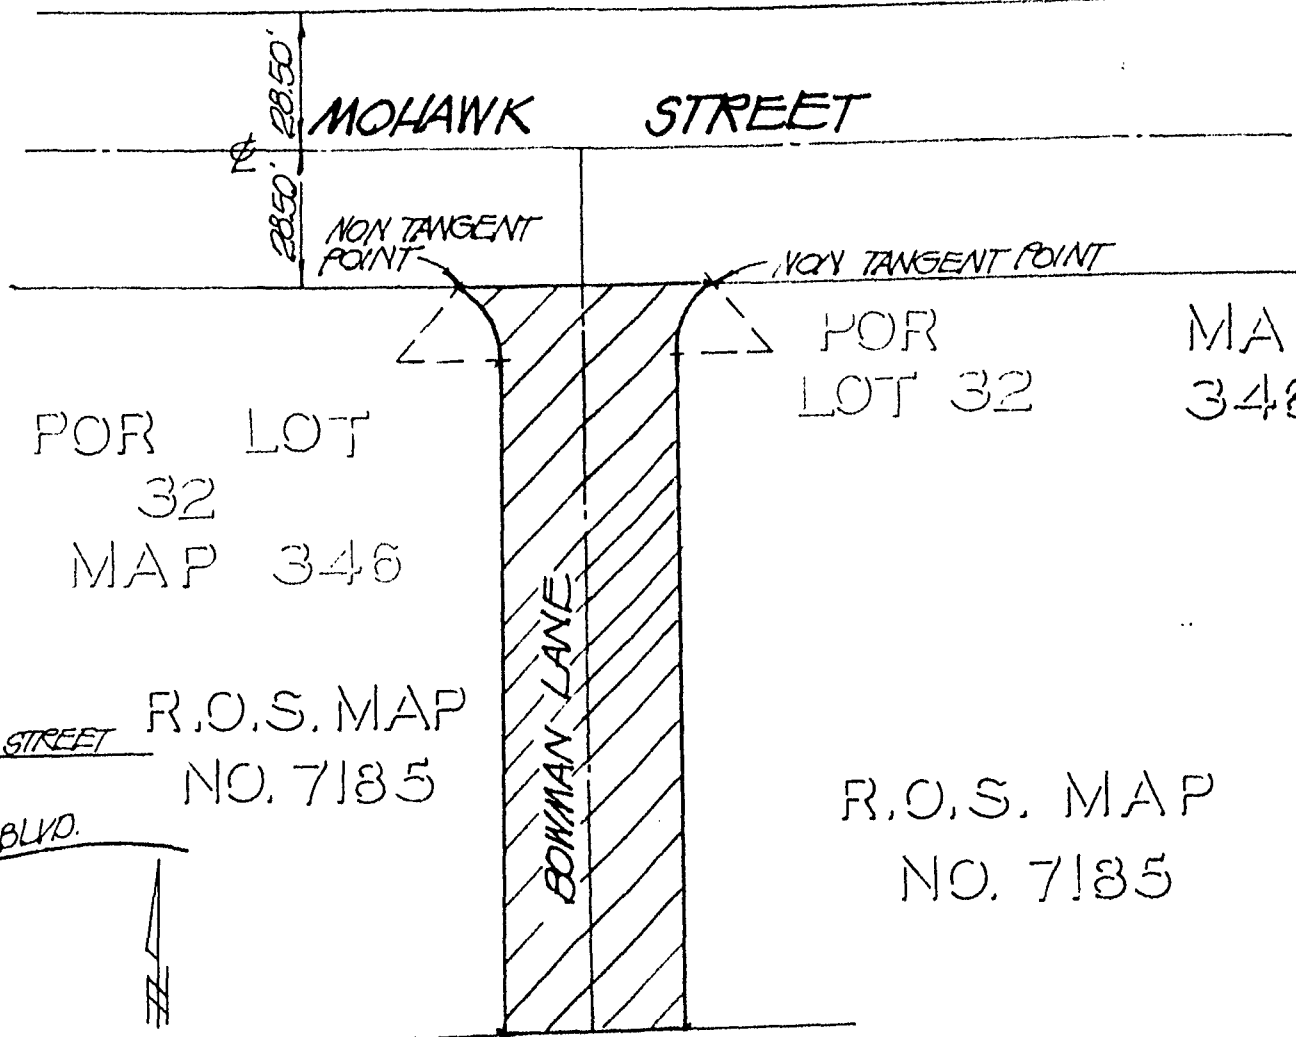 28.50'
28.50'
MOHAWK STREET
℄
NON TANGENT
POINT
NON TANGENT POINT
POR
LOT 32
MA
POR LOT
32
MAP 346
R.O.S. MAP
NO. 7185
STREET
BLVD.
BOWMAN LANE
R.O.S. MAP
NO. 7185
N